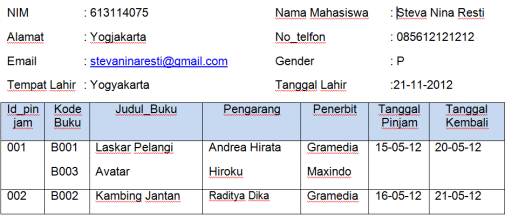 NIM : 613114075 Nama Mahasiswa : Steva Nina Resti
Alamat : Yogjakarta No_telfon : 085612121212
Email : stevaninaresti@gmail.com Gender : P
Tempat Lahir : Yogyakarta Tanggal Lahir :21-11-2012
Id_pin Kode Judul_Buku Pengarang Penerbit Tanggal Tanggal
jam Buku Pinjam Kembali
001 B001 Laskar Pelangi Andrea Hirata Gramedia 15-05-12 20-05-12
B003 Avatar Hiroku Maxindo
002 B002 Kambing Jantan Raditya Dika Gramedia 16-05-12 21-05-12